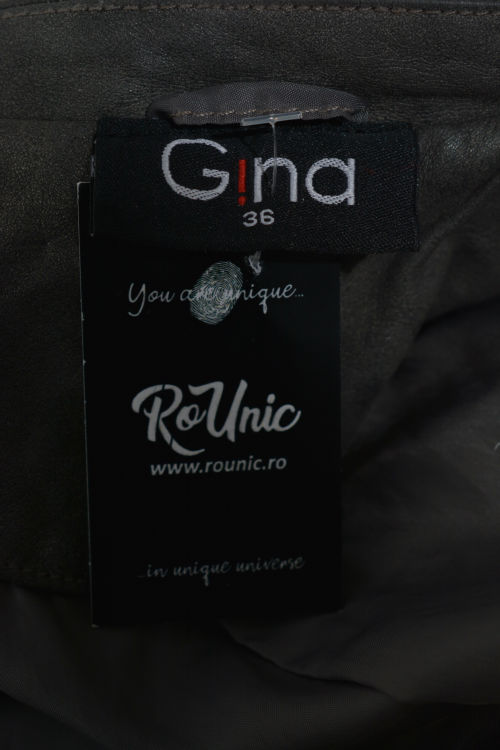 Gina
36
You are unique...
RoUnic
www.rounic.ro
...in unique universe